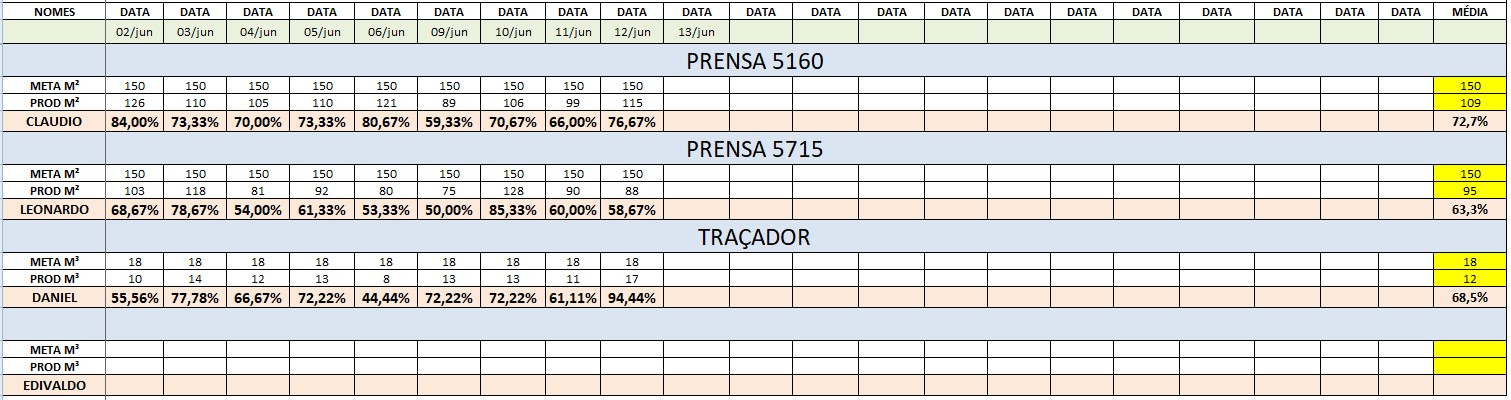 NOMES DATA DATA DATA DATA DATA DATA DATA DATA DATA DATA DATA DATA DATA DATA DATA DATA DATA DATA DATA DATA DATA MÉDIA
02/jun 03/jun 04/jun 05/jun 06/jun 09/jun 10/jun 11/jun 12/jun 13/jun
PRENSA 5160
META M² 150 150 150 150 150 150 150 150 150 150
PROD M² 126 110 105 110 121 89 106 99 115 109
CLAUDIO 84,00% 73,33% 70,00% 73,33% 80,67% 59,33% 70,67% 66,00% 76,67% 72,7%
PRENSA 5715
META M² 150 150 150 150 150 150 150 150 150 150
PROD M² 103 118 81 92 80 75 128 90 88 95
LEONARDO 68,67% 78,67% 54,00% 61,33% 53,33% 50,00% 85,33% 60,00% 58,67% 63,3%
TRAÇADOR
META M³ 18 18 18 18 18 18 18 18 18 18
PROD M³ 10 14 12 13 8 13 13 11 17 12
DANIEL 55,56% 77,78% 66,67% 72,22% 44,44% 72,22% 72,22% 61,11% 94,44% 68,5%
META M³
PROD M³
EDIVALDO